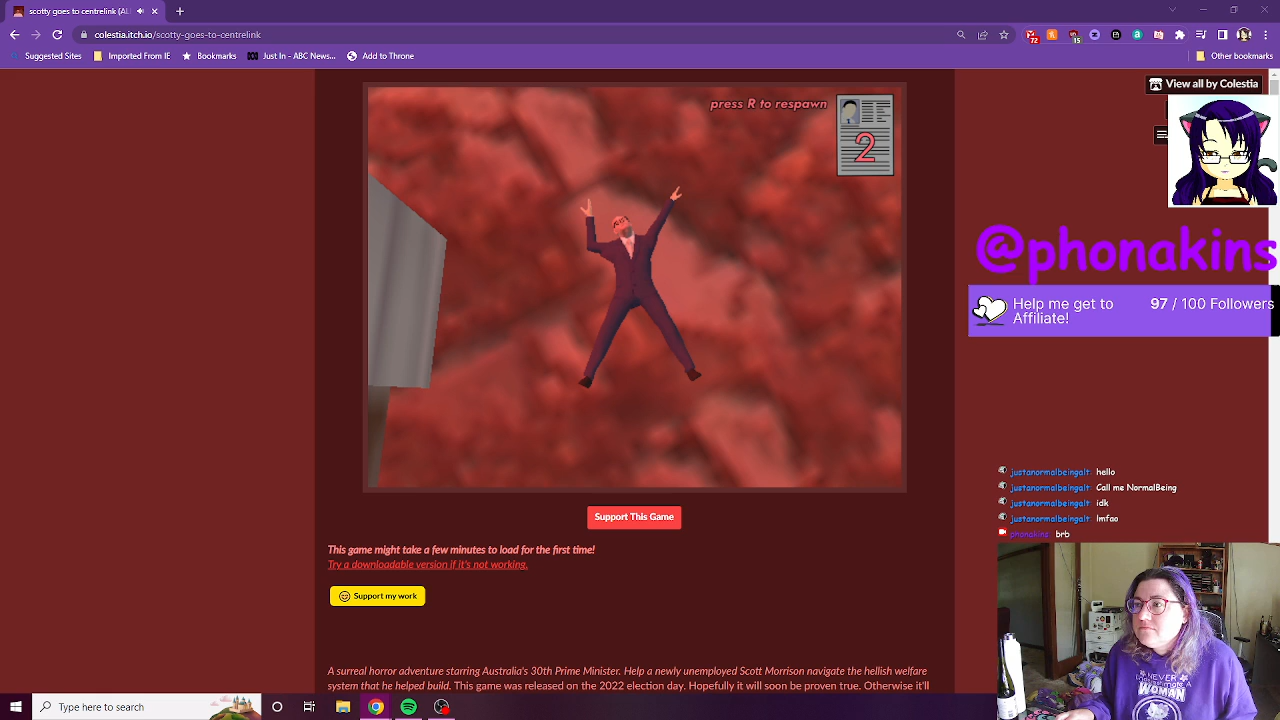 scotty goes to centrelink (AL
colestia.itch.io/scotty-goes-to-centrelink
72
15
Suggested Sites
Imported From IE
Bookmarks
Just In - ABC News...
Add to Throne
Other bookmarks
View all by Colestia
press R to respawn
2
@phonakins
Help me get to 97 / 100 Followers
Affiliate!
justanormalbeingalt: hello
justanormalbeingalt: Call me NormalBeing
justanormalbeingalt: idk
justanormalbeingalt: lmfao
phonakins: brb
Support This Game
This game might take a few minutes to load for the first time!
Try a downloadable version if it's not working.
Support my work
A surreal horror adventure starring Australia's 30th Prime Minister. Help a newly unemployed Scott Morrison navigate the hellish welfare
system that he helped build. This game was released on the 2022 election day. Hopefully it will soon be proven true. Otherwise it'll
WOMAN
Type here to search